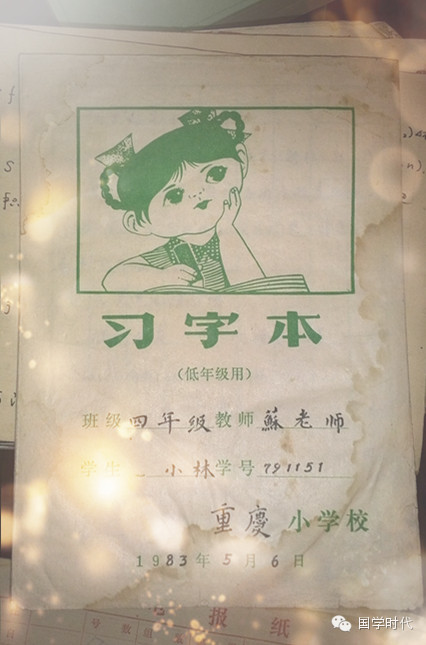 习字本
（低年级用）
班级四年级教师蘇老师
学生 小林学号791151
重慶小学校
1983年5月6日
报纸
国学时代